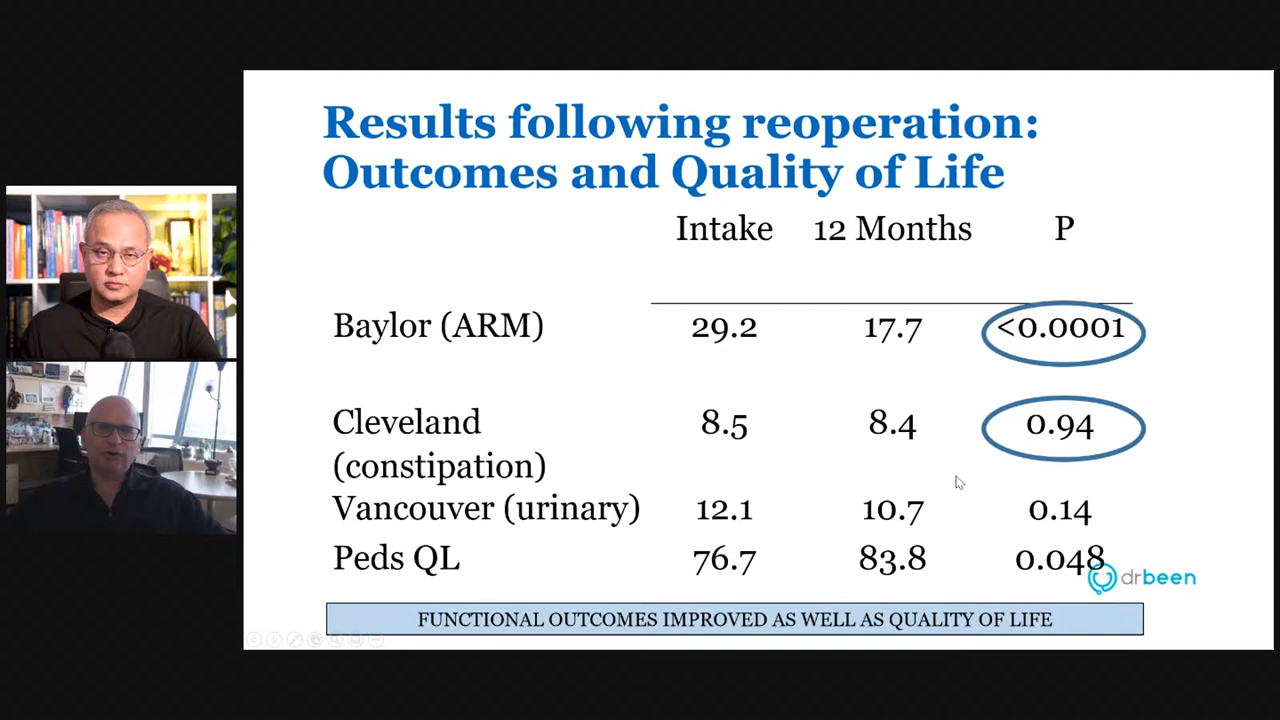 Results following reoperation:
Outcomes and Quality of Life
Intake 12 Months P
Baylor (ARM) 29.2 17.7 <0.0001
Cleveland 8.5 8.4 0.94
(constipation)
Vancouver (urinary) 12.1 10.7 0.14
Peds QL 76.7 83.8 0.048
drbeen
FUNCTIONAL OUTCOMES IMPROVED AS WELL AS QUALITY OF LIFE